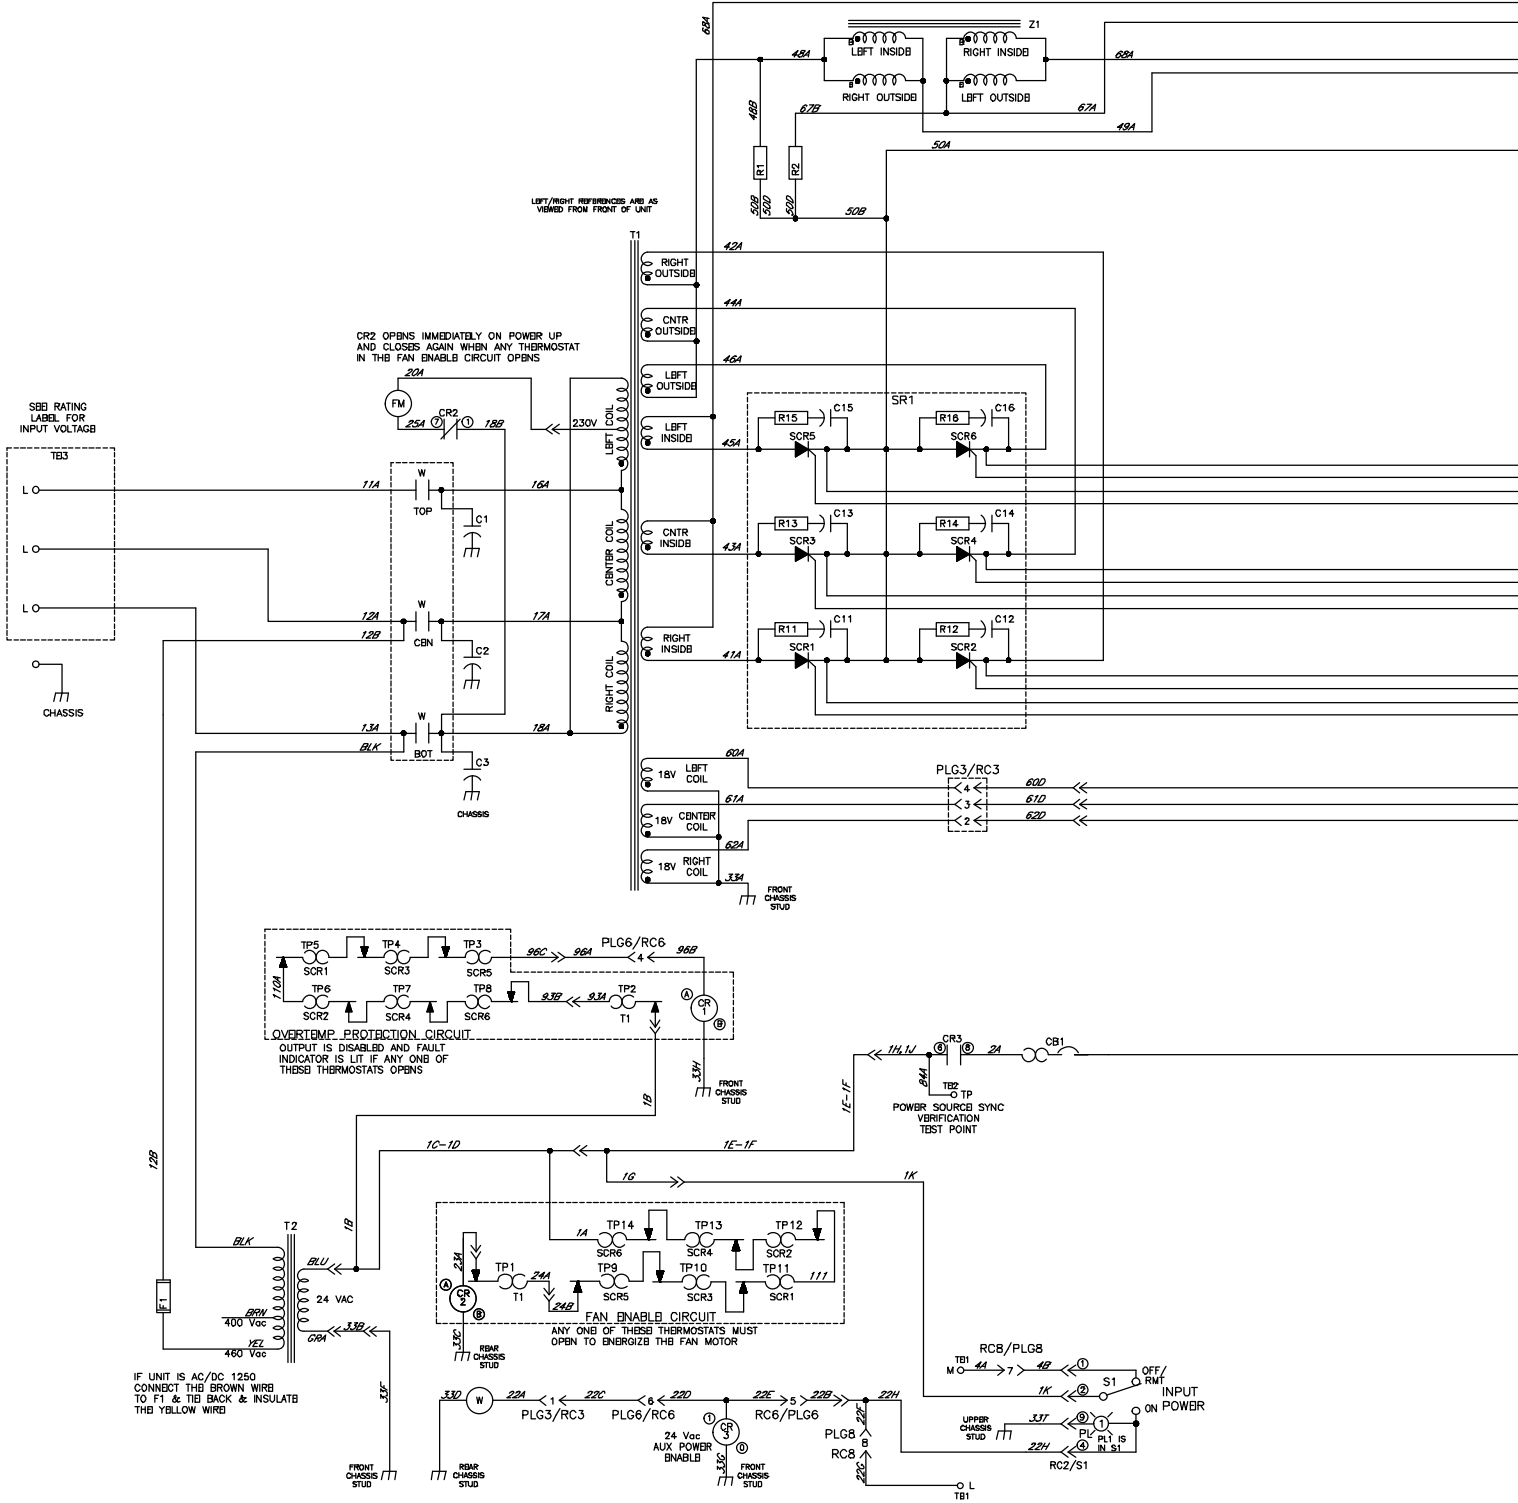 68A
Z1
LEFT INSIDE
RIGHT INSIDE
48A
68A
RIGHT OUTSIDE
LEFT OUTSIDE
48B
67B
67A
49A
50A
R1
R2
50B
50D
50D
50B
LEFT/RIGHT REFERENCES ARE AS
VIEWED FROM FRONT OF UNIT
T1
42A
RIGHT
OUTSIDE
44A
CNTR
OUTSIDE
46A
LEFT
OUTSIDE
CR2 OPENS IMMEDIATELY ON POWER UP
AND CLOSES AGAIN WHEN ANY THERMOSTAT
IN THE FAN ENABLE CIRCUIT OPENS
20A
FM
25A
7
CR2
1
18B
230V
LEFT COIL
LEFT
INSIDE
45A
SR1
R15
C15
SCR5
R16
C16
SCR6
SEE RATING
LABEL FOR
INPUT VOLTAGE
TB3
L
11A
W
TOP
16A
C1
CENTER COIL
CNTR
INSIDE
43A
R13
C13
SCR3
R14
C14
SCR4
L
L
12A
12B
W
CEN
17A
C2
RIGHT COIL
RIGHT
INSIDE
41A
R11
C11
SCR1
R12
C12
SCR2
CHASSIS
13A
BLK
W
BOT
18A
C3
CHASSIS
60A
18V
LEFT
COIL
PLG3/RC3
4
60D
61A
3
61D
18V
CENTER
COIL
2
62D
62A
18V
RIGHT
COIL
33A
FRONT
CHASSIS
STUD
TP5
SCR1
TP4
SCR3
TP3
SCR5
96C
96A
PLG6/RC6
4
96B
110A
TP6
SCR2
TP7
SCR4
TP8
SCR6
93B
93A
TP2
T1
A
CR
1
B
OVERTEMP PROTECTION CIRCUIT
OUTPUT IS DISABLED AND FAULT
INDICATOR IS LIT IF ANY ONE OF
THESE THERMOSTATS OPENS
33H
FRONT
CHASSIS
STUD
1B
1H,1J
6
CR3
8
2A
CB1
84A
TB2
TP
POWER SOURCE SYNC
VERIFICATION
TEST POINT
1E-1F
12B
1C-1D
1E-1F
1G
1K
1B
T2
BLK
BLU
24 VAC
F1
BRN
400 Vac
YEL
460 Vac
GRA
33B
33F
23A
A
CR
2
B
33C
TP1
T1
24A
24B
1A
TP14
SCR6
TP13
SCR4
TP12
SCR2
TP9
SCR5
TP10
SCR3
TP11
SCR1
111
FAN ENABLE CIRCUIT
ANY ONE OF THESE THERMOSTATS MUST
OPEN TO ENERGIZE THE FAN MOTOR
REAR
CHASSIS
STUD
IF UNIT IS AC/DC 1250
CONNECT THE BROWN WIRE
TO F1 & TIE BACK & INSULATE
THE YELLOW WIRE
FRONT
CHASSIS
STUD
33D
W
22A
1
22C
PLG3/RC3
6
22D
PLG6/RC6
22E
5
22B
RC6/PLG6
22H
REAR
CHASSIS
STUD
24 Vac
AUX POWER
ENABLE
1
CR
3
0
33G
FRONT
CHASSIS
STUD
22F
PLG8
8
RC8
22G
L
TB1
RC8/PLG8
TB1
M
4A
7
4B
1
OFF/
RMT
1K
2
S1
INPUT
POWER
ON
UPPER
CHASSIS
STUD
33T
9
PL
1
PL1 IS
IN S1
22H
4
RC2/S1